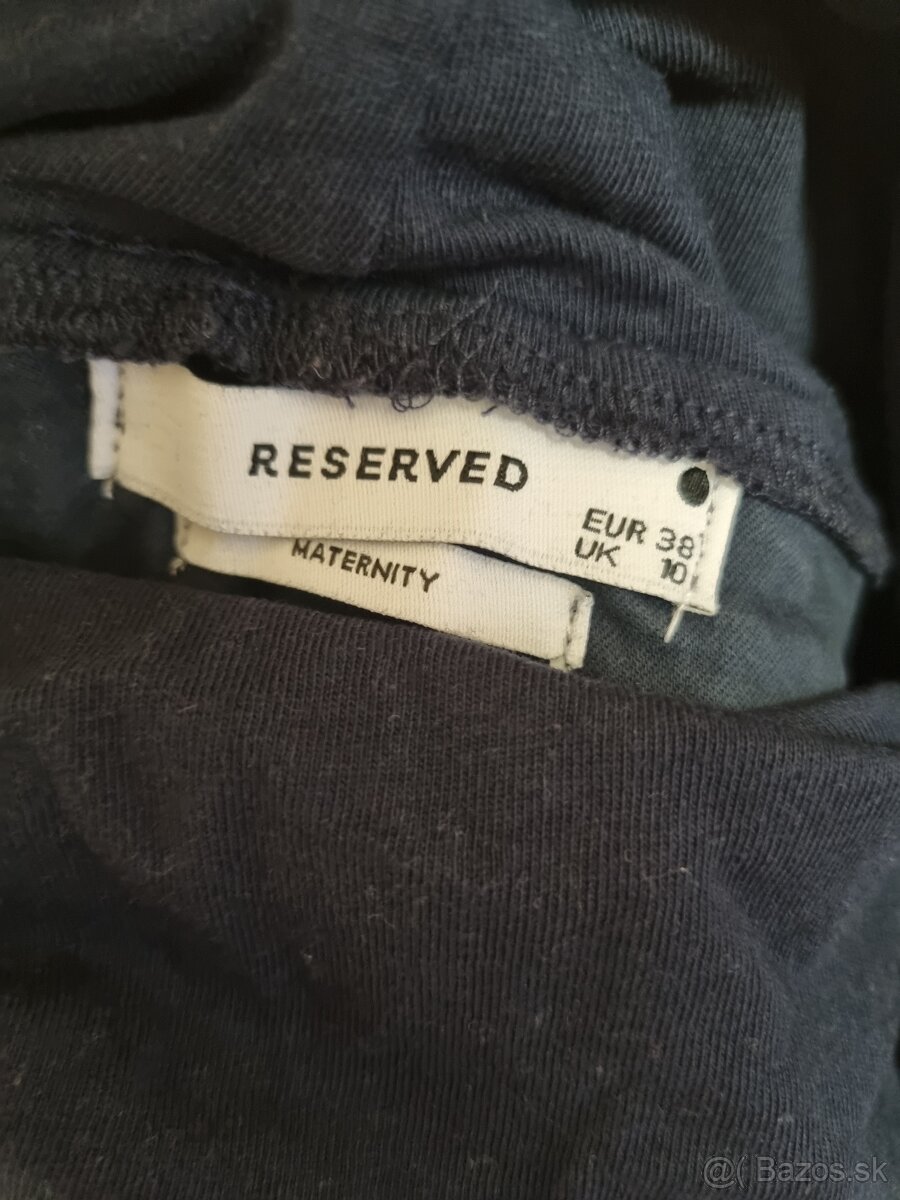 RESERVED
EUR 38
UK 10
MATERNITY
@( Bazos.sk